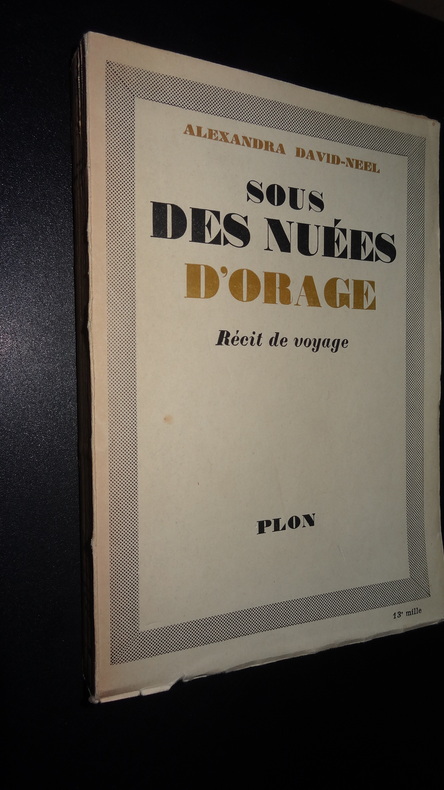 ALEXANDRA DAVID-NEEL
SOUS
DES NUÉES
D'ORAGE
Récit de voyage
PLON
13e mille